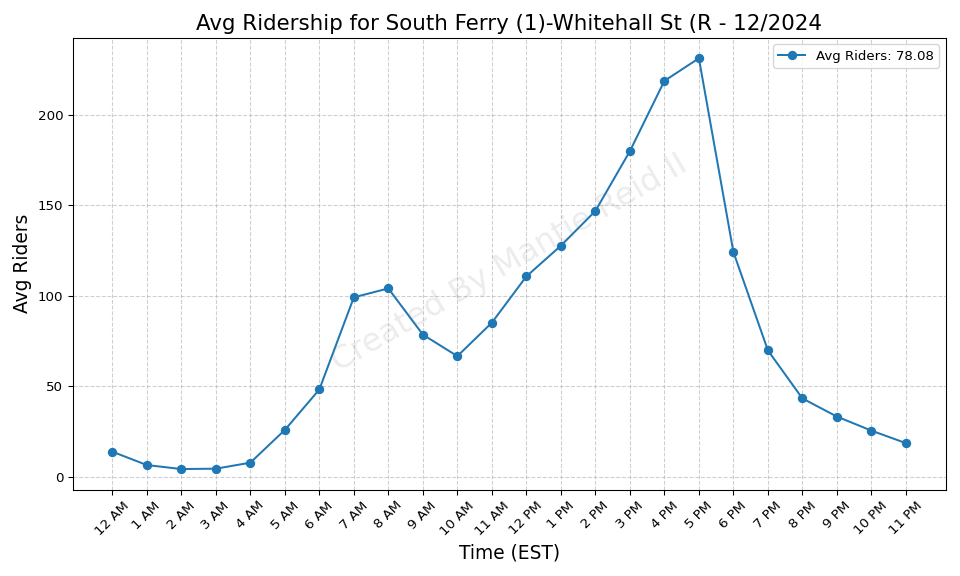 Avg Ridership for South Ferry (1)-Whitehall St (R - 12/2024
Avg Riders: 78.08
Avg Riders
200
150
100
50
0
Created By Mantie Reid II
12 AM
1 AM
2 AM
3 AM
4 AM
5 AM
6 AM
7 AM
8 AM
9 AM
10 AM
11 AM
12 PM
1 PM
2 PM
3 PM
4 PM
5 PM
6 PM
7 PM
8 PM
9 PM
10 PM
11 PM
Time (EST)